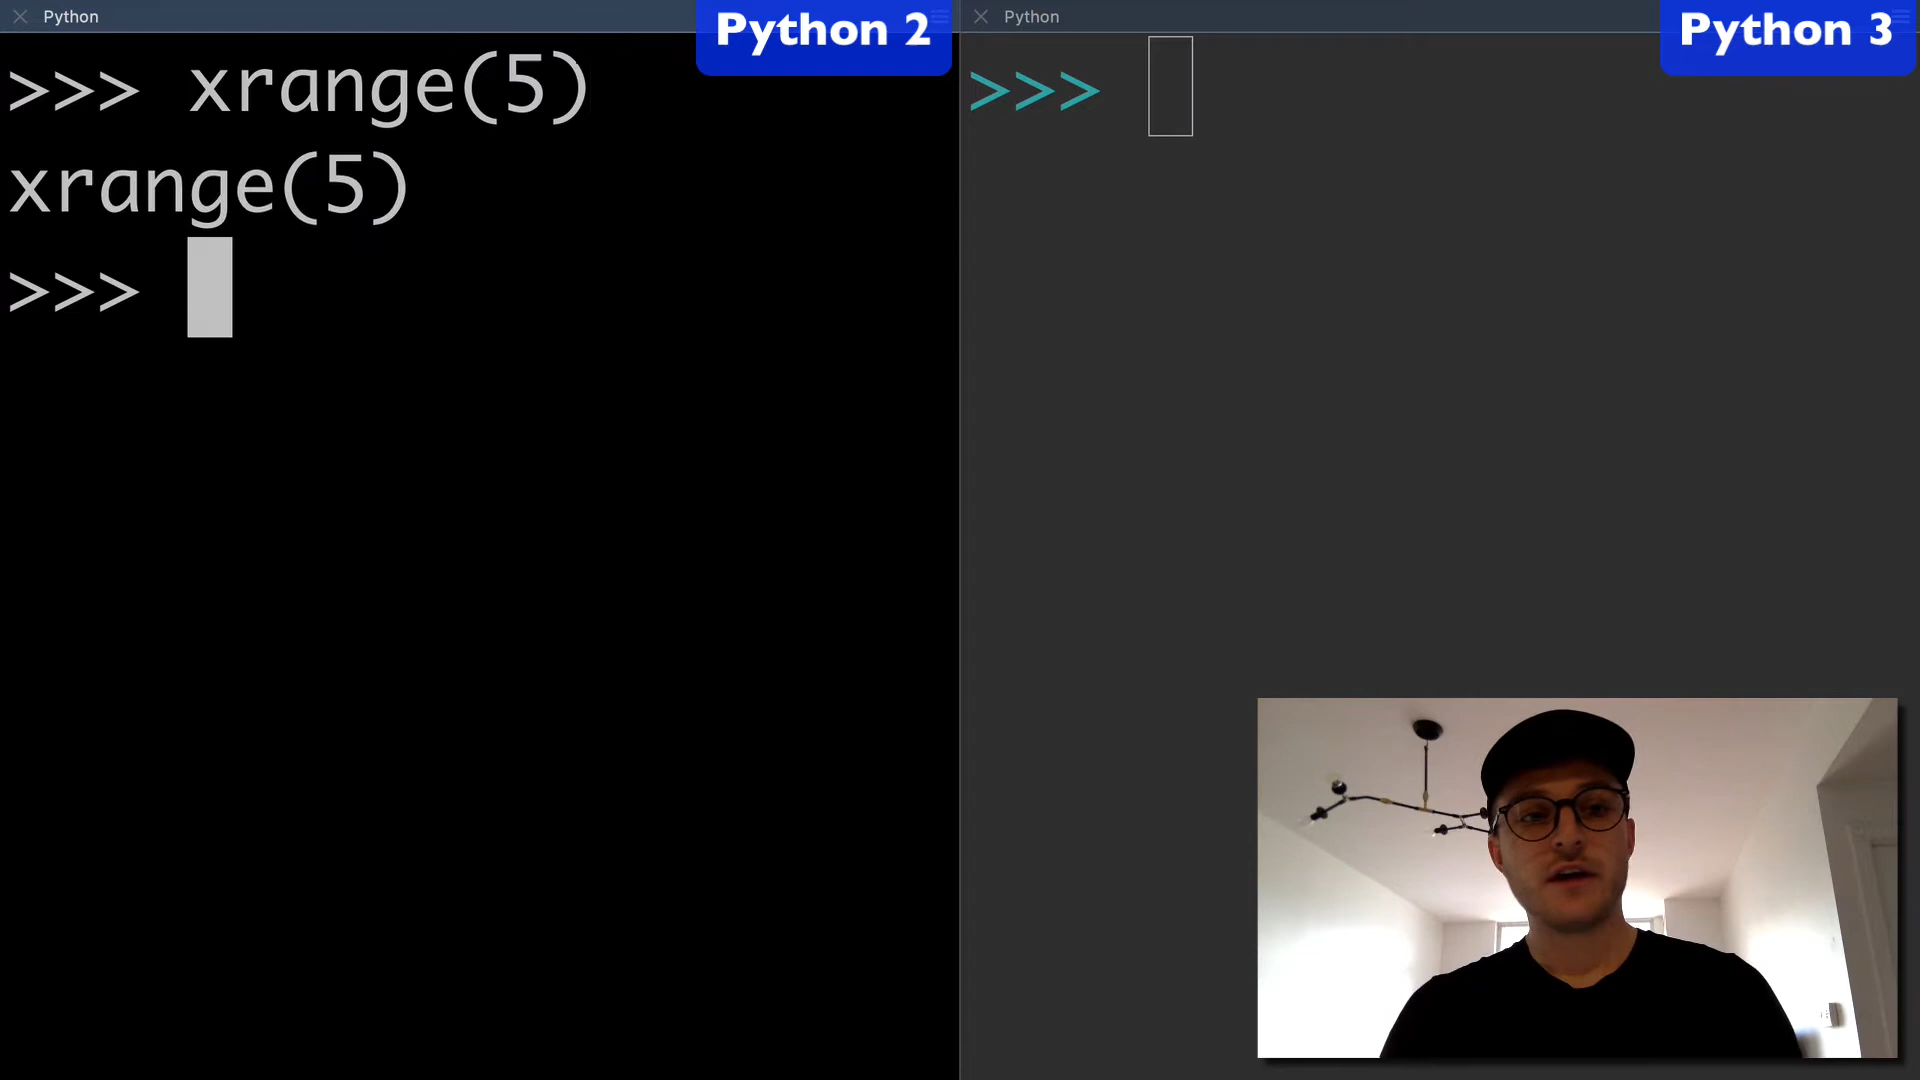 Python
Python 2
>>> xrange(5)
xrange(5)
>>>
Python
Python 3
>>>